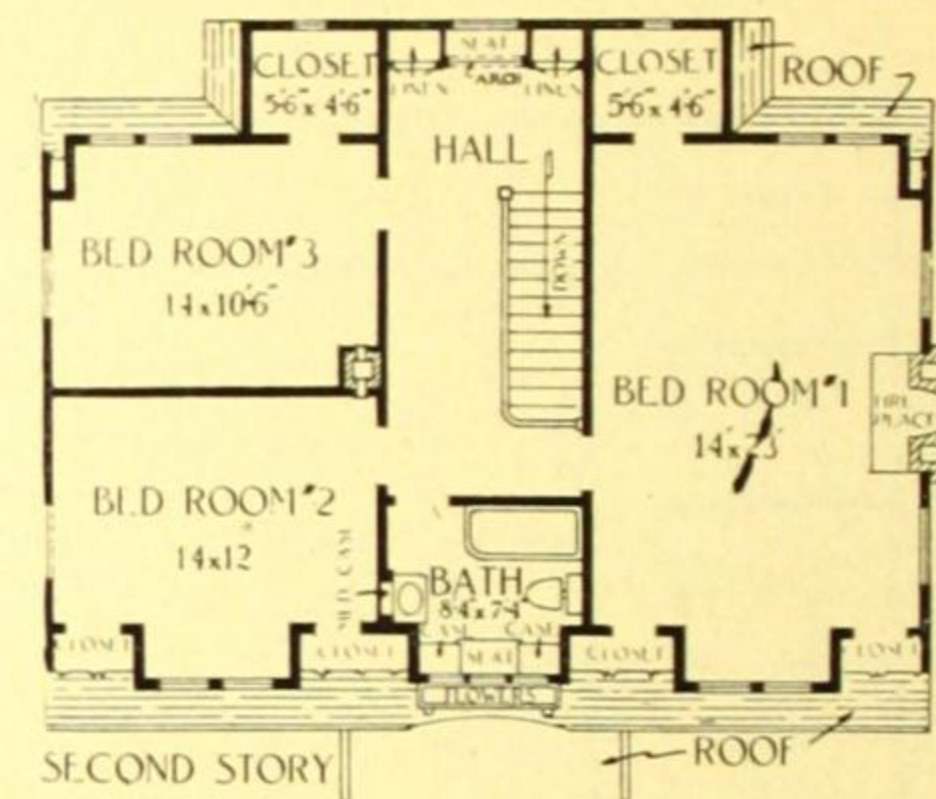 CLOSET
5'-6" x 4'-6"
LINEN
SEAT
ARCH
LINEN
CLOSET
5'-6" x 4'-6"
ROOF
HALL
DOWN
BED ROOM #3
14 x 10-6"
BED ROOM #1
14' x 23'
FIRE
PLACE
BED ROOM #2
14 x 12
MED CASE
BATH
8-4" x 7-4"
CASE
CASE
SEAT
CLOSET
CLOSET
CLOSET
CLOSET
FLOWERS
ROOF
SECOND STORY